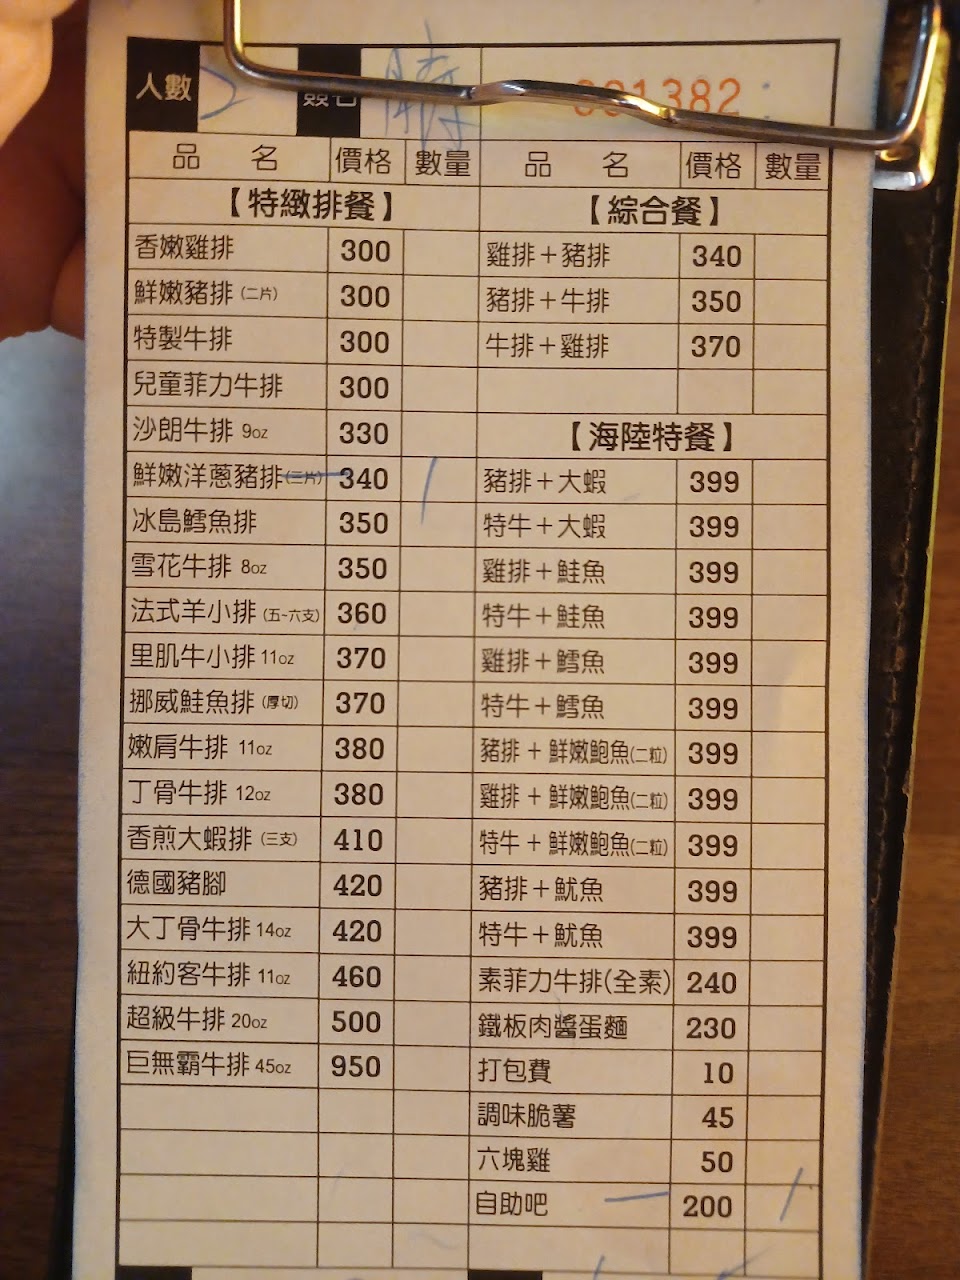 人數 2
382
品 名 價格 數量
【特緻排餐】
香嫩雞排 300
鮮嫩豬排 (二片) 300
特製牛排 300
兒童菲力牛排 300
沙朗牛排 9oz 330
鮮嫩洋蔥豬排(三片) 340 1
冰島鱈魚排 350
雪花牛排 8oz 350
法式羊小排 (五~六支) 360
里肌牛小排 11oz 370
挪威鮭魚排 (厚切) 370
嫩肩牛排 11oz 380
丁骨牛排 12oz 380
香煎大蝦排 (三支) 410
德國豬腳 420
大丁骨牛排 14oz 420
紐約客牛排 11oz 460
超級牛排 20oz 500
巨無霸牛排 45oz 950
品 名 價格 數量
【綜合餐】
雞排+豬排 340
豬排+牛排 350
牛排+雞排 370
【海陸特餐】
豬排+大蝦 399
特牛+大蝦 399
雞排+鮭魚 399
特牛+鮭魚 399
雞排+鱈魚 399
特牛+鱈魚 399
豬排+鮮嫩鮑魚(二粒) 399
雞排+鮮嫩鮑魚(二粒) 399
特牛+鮮嫩鮑魚(二粒) 399
豬排+魷魚 399
特牛+魷魚 399
素菲力牛排(全素) 240
鐵板肉醬蛋麵 230
打包費 10
調味脆薯 45
六塊雞 50
自助吧 200 1